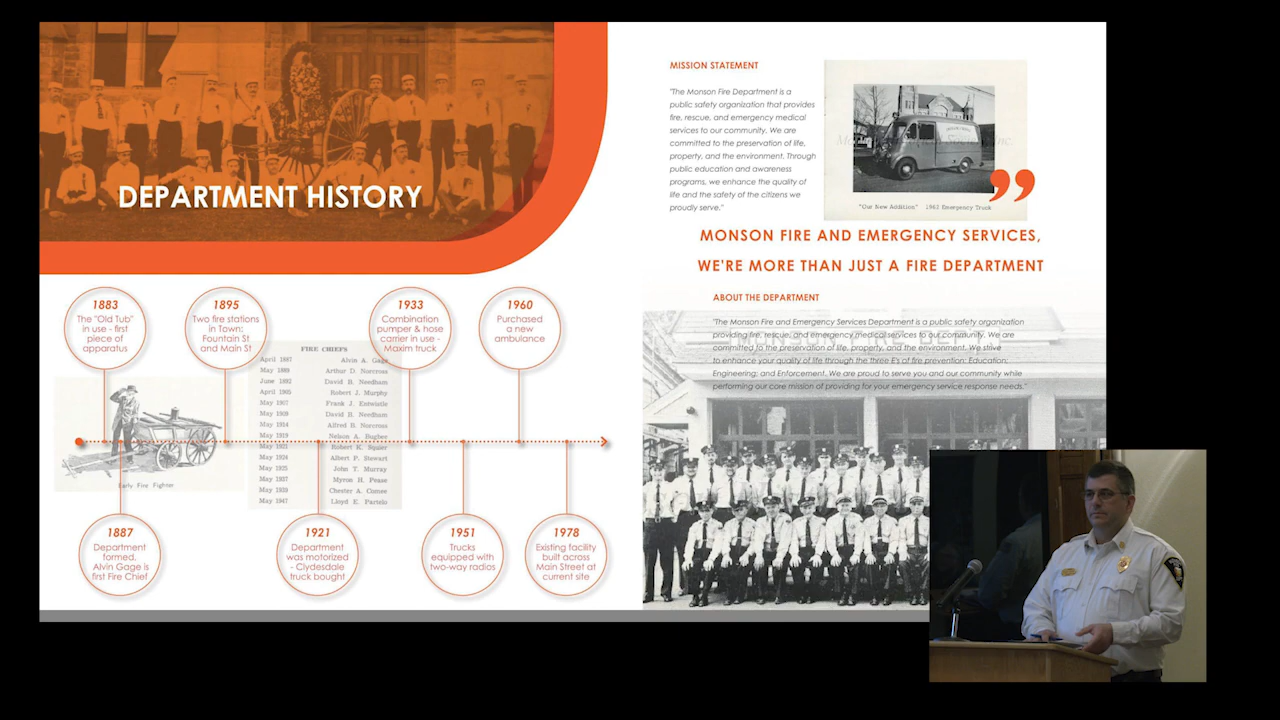 DEPARTMENT HISTORY
1883
The "Old Tub"
in use - first
piece of
apparatus
1895
Two fire stations
in Town:
Fountain St
and Main St
1933
Combination
pumper & hose
carrier in use -
Maxim truck
1960
Purchased
a new
ambulance
FIRE CHIEFS
April 1887 Alvin A. Gage
May 1889 Arthur D. Norcross
June 1892 David B. Needham
April 1905 Robert J. Murphy
May 1907 Frank J. Entwistle
May 1909 David B. Needham
May 1914 Alfred B. Norcross
May 1919 Nelson A. Bugbee
May 1921 Robert K. Squier
May 1924 Albert P. Stewart
May 1925 John T. Murray
May 1937 Myron H. Pease
May 1939 Chester A. Comee
May 1947 Lloyd E. Partelo
Early Fire Fighter
1887
Department
formed,
Alvin Gage is
first Fire Chief
1921
Department
was motorized
- Clydesdale
truck bought
1951
Trucks
equipped with
two-way radios
1978
Existing facility
built across
Main Street at
current site
MISSION STATEMENT
"The Monson Fire Department is a
public safety organization that provides
fire, rescue, and emergency medical
services to our community. We are
committed to the preservation of life,
property, and the environment. Through
public education and awareness
programs, we enhance the quality of
life and the safety of the citizens we
proudly serve."
"Our New Addition" 1963 Emergency Truck
”
MONSON FIRE AND EMERGENCY SERVICES,
WE'RE MORE THAN JUST A FIRE DEPARTMENT
ABOUT THE DEPARTMENT
"The Monson Fire and Emergency Services Department is a public safety organization
providing fire, rescue, and emergency medical services to our community. We are
committed to the preservation of life, property, and the environment. We strive
to enhance your quality of life through the three E's of fire prevention: Education;
Engineering; and Enforcement. We are proud to serve you and our community while
performing our core mission of providing for your emergency service response needs."
MONSON FIRE DEPT